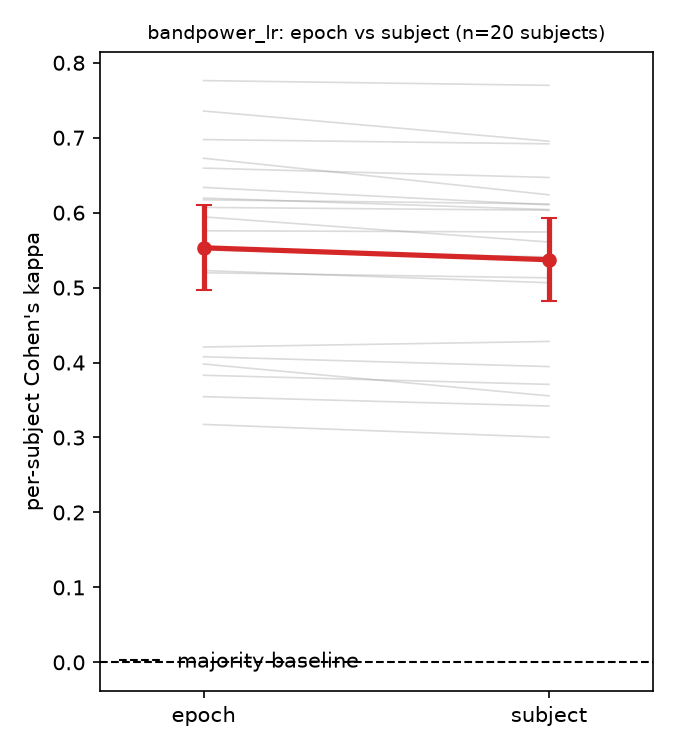 bandpower_lr: epoch vs subject (n=20 subjects)
per-subject Cohen's kappa
0.8
0.7
0.6
0.5
0.4
0.3
0.2
0.1
0.0
majority baseline
epoch
subject